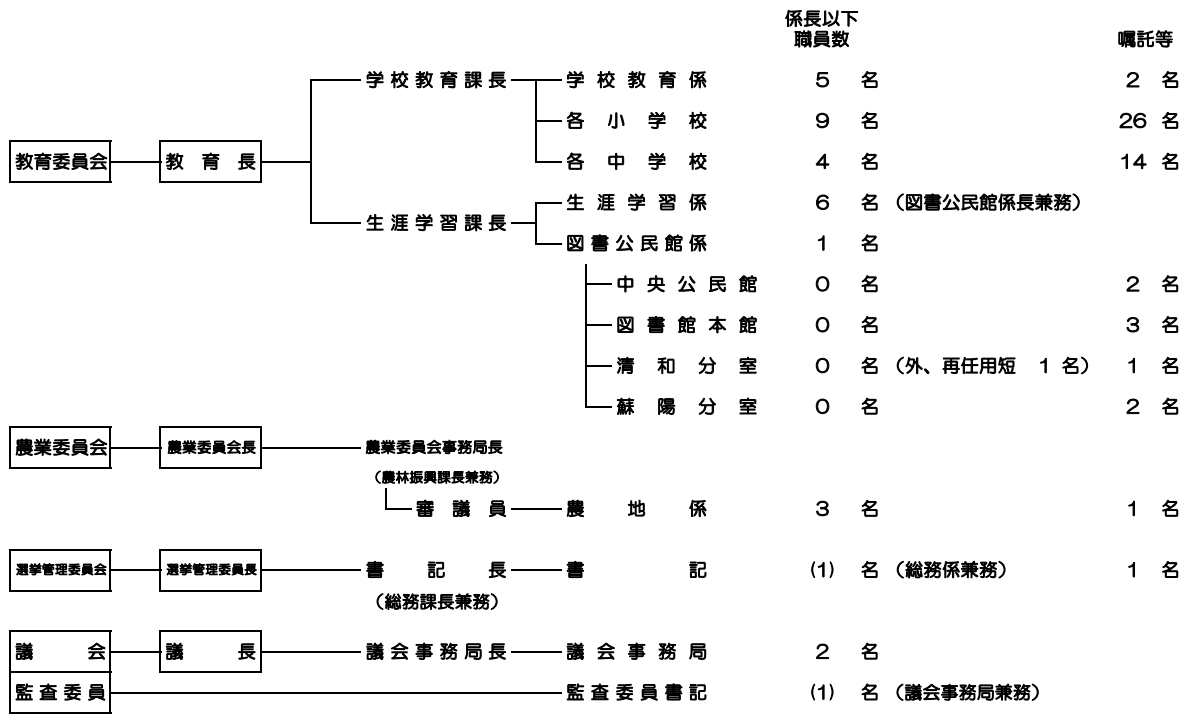 係長以下
職員数 嘱託等
学校教育課長 学校教育係 5 名 2 名
各小学校 9 名 26 名
教育委員会 教育長 各中学校 4 名 14 名
生涯学習係 6 名 (図書公民館係長兼務)
生涯学習課長
図書公民館係 1 名
中央公民館 0 名 2 名
図書館本館 0 名 3 名
清和分室 0 名 (外、再任用短 1 名) 1 名
蘇陽分室 0 名 2 名
農業委員会 農業委員会長 農業委員会事務局長
(農林振興課長兼務)
審議員 農地係 3 名 1 名
選挙管理委員会 選挙管理委員長 書記長 書記 (1) 名 (総務係兼務) 1 名
(総務課長兼務)
議会 議長 議会事務局長 議会事務局 2 名
監査委員 監査委員書記 (1) 名 (議会事務局兼務)